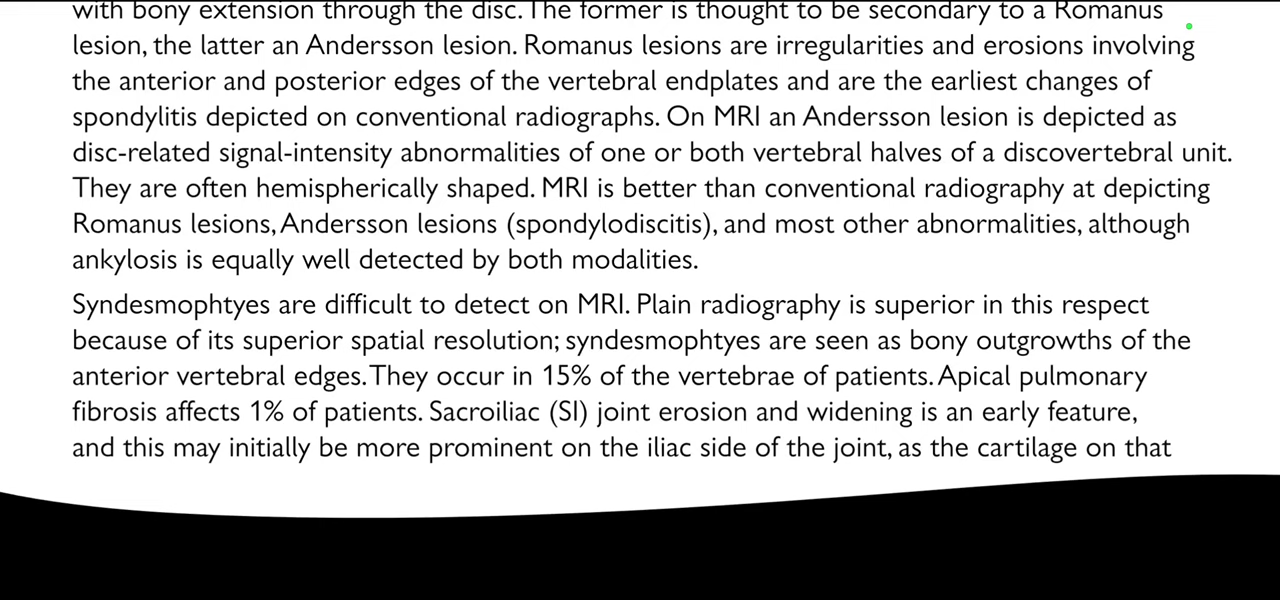 with bony extension through the disc. The former is thought to be secondary to a Romanus
lesion, the latter an Andersson lesion. Romanus lesions are irregularities and erosions involving
the anterior and posterior edges of the vertebral endplates and are the earliest changes of
spondylitis depicted on conventional radiographs. On MRI an Andersson lesion is depicted as
disc-related signal-intensity abnormalities of one or both vertebral halves of a discovertebral unit.
They are often hemispherically shaped. MRI is better than conventional radiography at depicting
Romanus lesions, Andersson lesions (spondylodiscitis), and most other abnormalities, although
ankylosis is equally well detected by both modalities.
Syndesmophtyes are difficult to detect on MRI. Plain radiography is superior in this respect
because of its superior spatial resolution; syndesmophtyes are seen as bony outgrowths of the
anterior vertebral edges. They occur in 15% of the vertebrae of patients. Apical pulmonary
fibrosis affects 1% of patients. Sacroiliac (SI) joint erosion and widening is an early feature,
and this may initially be more prominent on the iliac side of the joint, as the cartilage on that